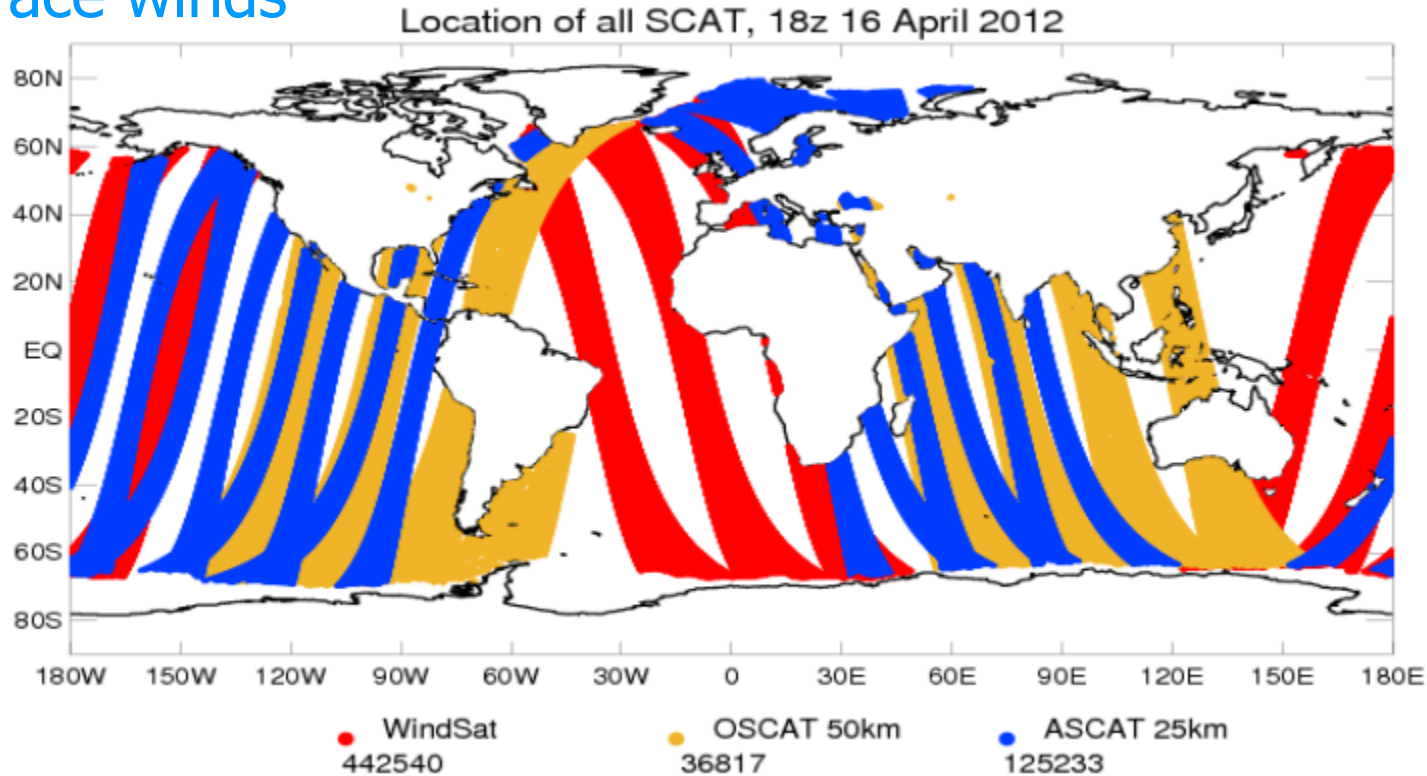 ace winds
Location of all SCAT, 18z 16 April 2012
80N
60N
40N
20N
EQ
20S
40S
60S
80S
180W 150W 120W 90W 60W 30W 0 30E 60E 90E 120E 150E 180E
WindSat OSCAT 50km ASCAT 25km
442540 36817 125233